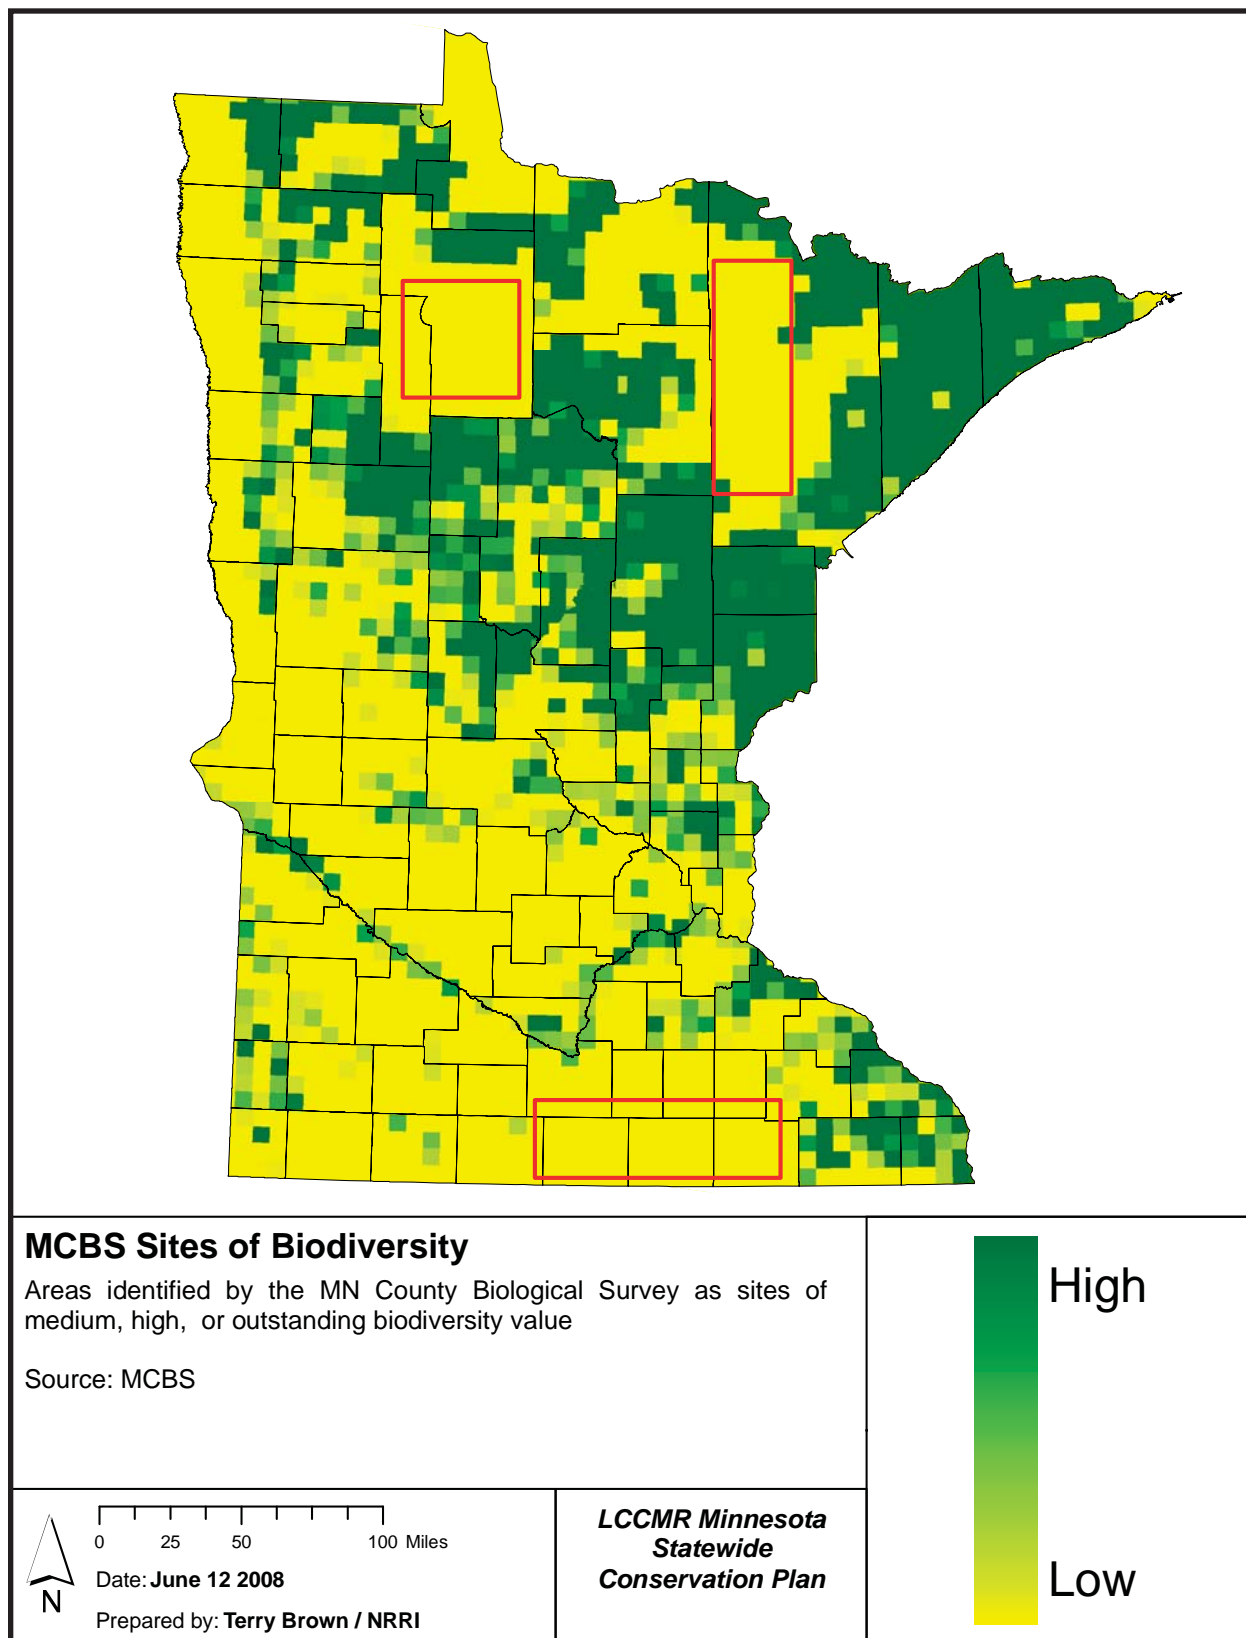 MCBS Sites of Biodiversity
Areas identified by the MN County Biological Survey as sites of
medium, high, or outstanding biodiversity value
Source: MCBS
High
Low
0 25 50 100 Miles
N
Date: June 12 2008
Prepared by: Terry Brown / NRRI
LCCMR Minnesota
Statewide
Conservation Plan